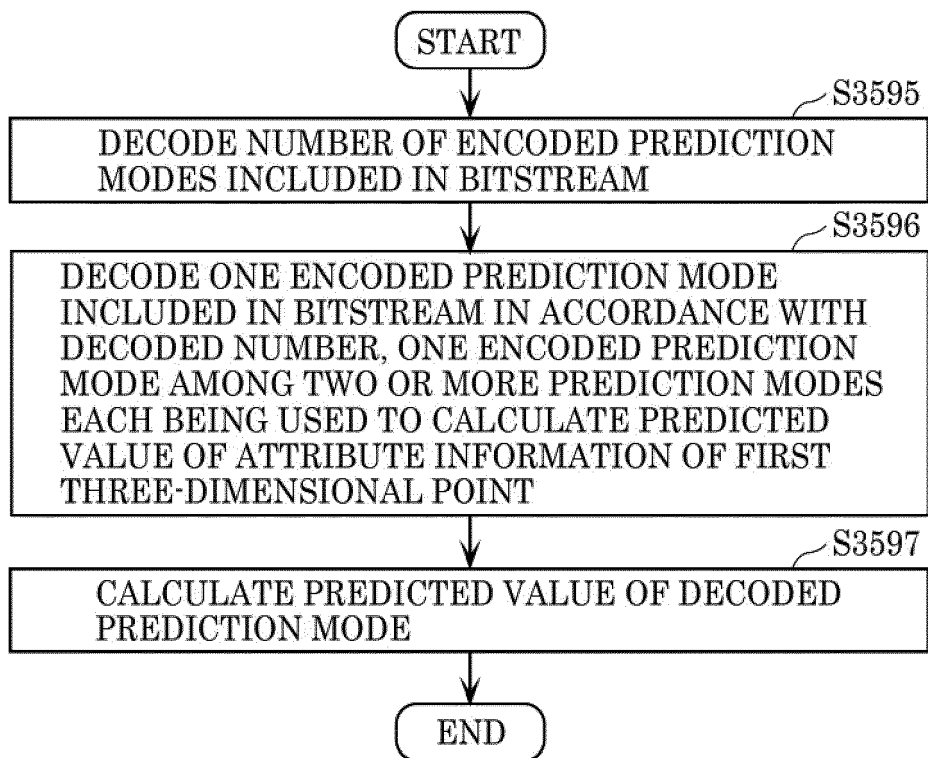 START
S3595
DECODE NUMBER OF ENCODED PREDICTION
MODES INCLUDED IN BITSTREAM
S3596
DECODE ONE ENCODED PREDICTION MODE
INCLUDED IN BITSTREAM IN ACCORDANCE WITH
DECODED NUMBER, ONE ENCODED PREDICTION
MODE AMONG TWO OR MORE PREDICTION MODES
EACH BEING USED TO CALCULATE PREDICTED
VALUE OF ATTRIBUTE INFORMATION OF FIRST
THREE-DIMENSIONAL POINT
S3597
CALCULATE PREDICTED VALUE OF DECODED
PREDICTION MODE
END